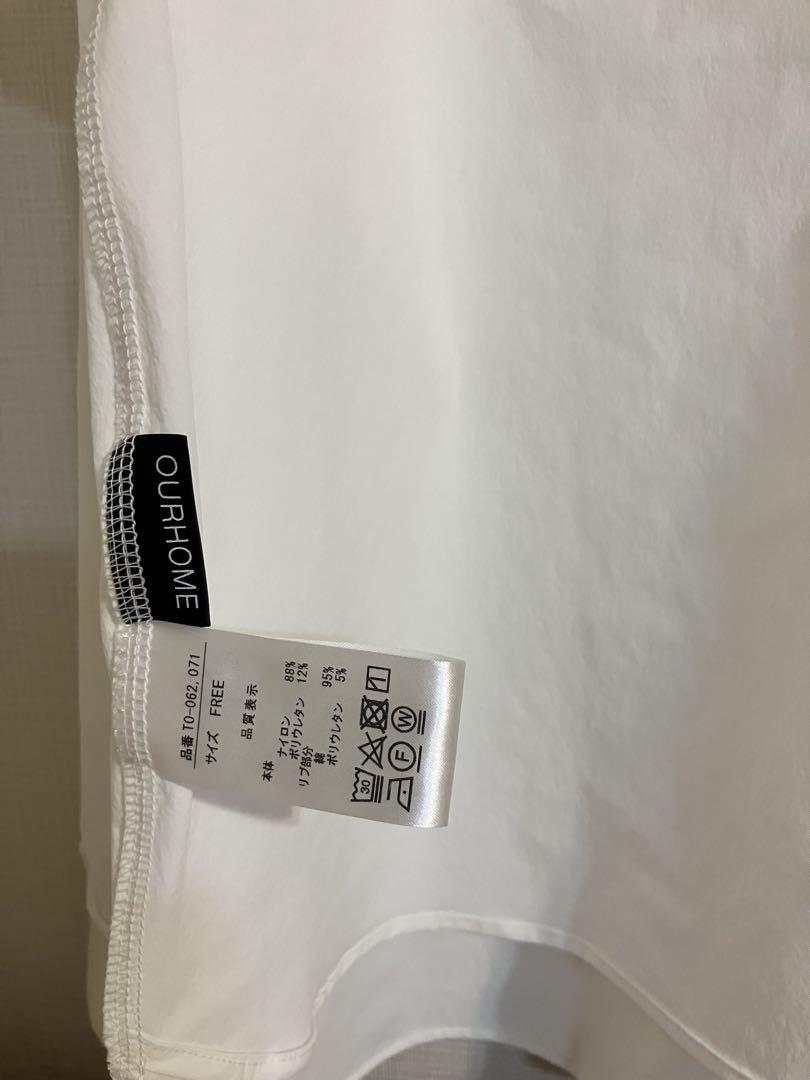 OURHOME
品番 TO-062, 071
サイズ FREE
品質表示
本体 ナイロン 88%
ポリウレタン 12%
リブ部分 綿 95%
ポリウレタン 5%
30
F W